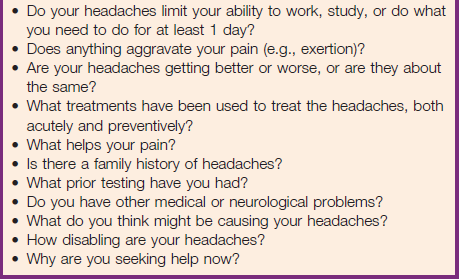 • Do your headaches limit your ability to work, study, or do what
you need to do for at least 1 day?
• Does anything aggravate your pain (e.g., exertion)?
• Are your headaches getting better or worse, or are they about
the same?
• What treatments have been used to treat the headaches, both
acutely and preventively?
• What helps your pain?
• Is there a family history of headaches?
• What prior testing have you had?
• Do you have other medical or neurological problems?
• What do you think might be causing your headaches?
• How disabling are your headaches?
• Why are you seeking help now?